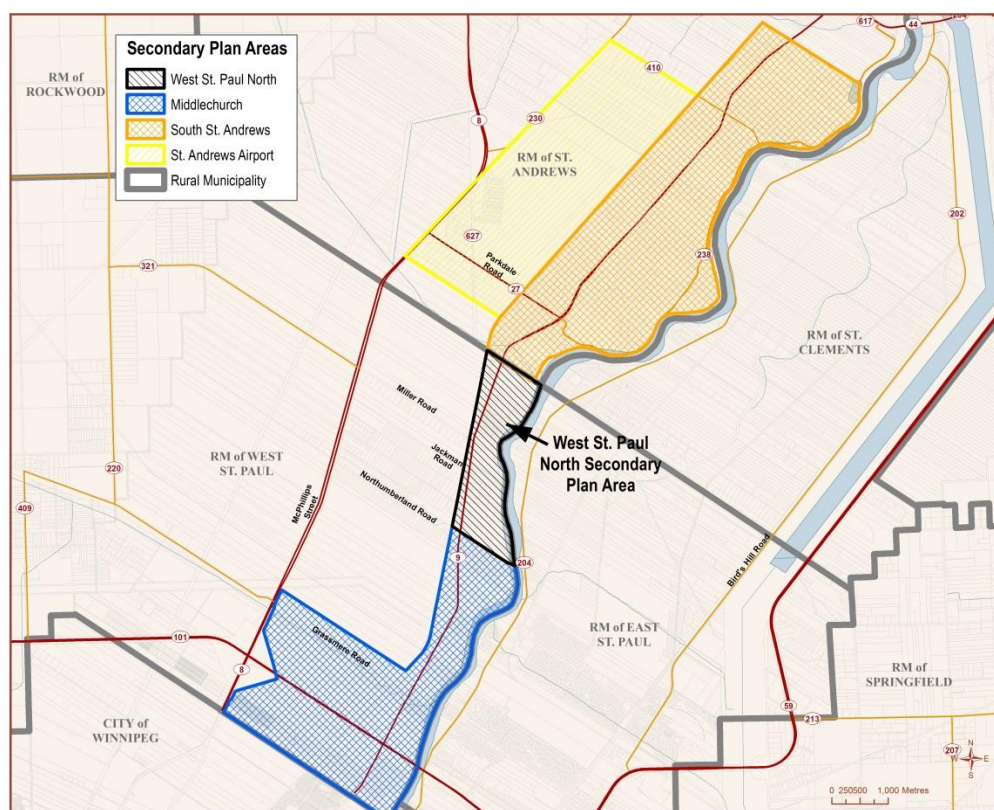 Secondary Plan Areas
West St. Paul North
Middlechurch
South St. Andrews
St. Andrews Airport
Rural Municipality
RM of
ROCKWOOD
617
44
204
410
8
230
RM of ST.
ANDREWS
202
627
Parkdale
Road
238
27
321
RM of ST.
CLEMENTS
Miller Road
West St. Paul
North Secondary
Plan Area
Jackman
Road
RM of WEST
ST. PAUL
220
Northumberland Road
McPhillips
Street
409
9
204
Bird's Hill Road
RM of EAST
ST. PAUL
Grassmere Road
101
8
RM of
SPRINGFIELD
59
213
CITY of
WINNIPEG
207
N
W E
S
0 250500 1,000 Metres